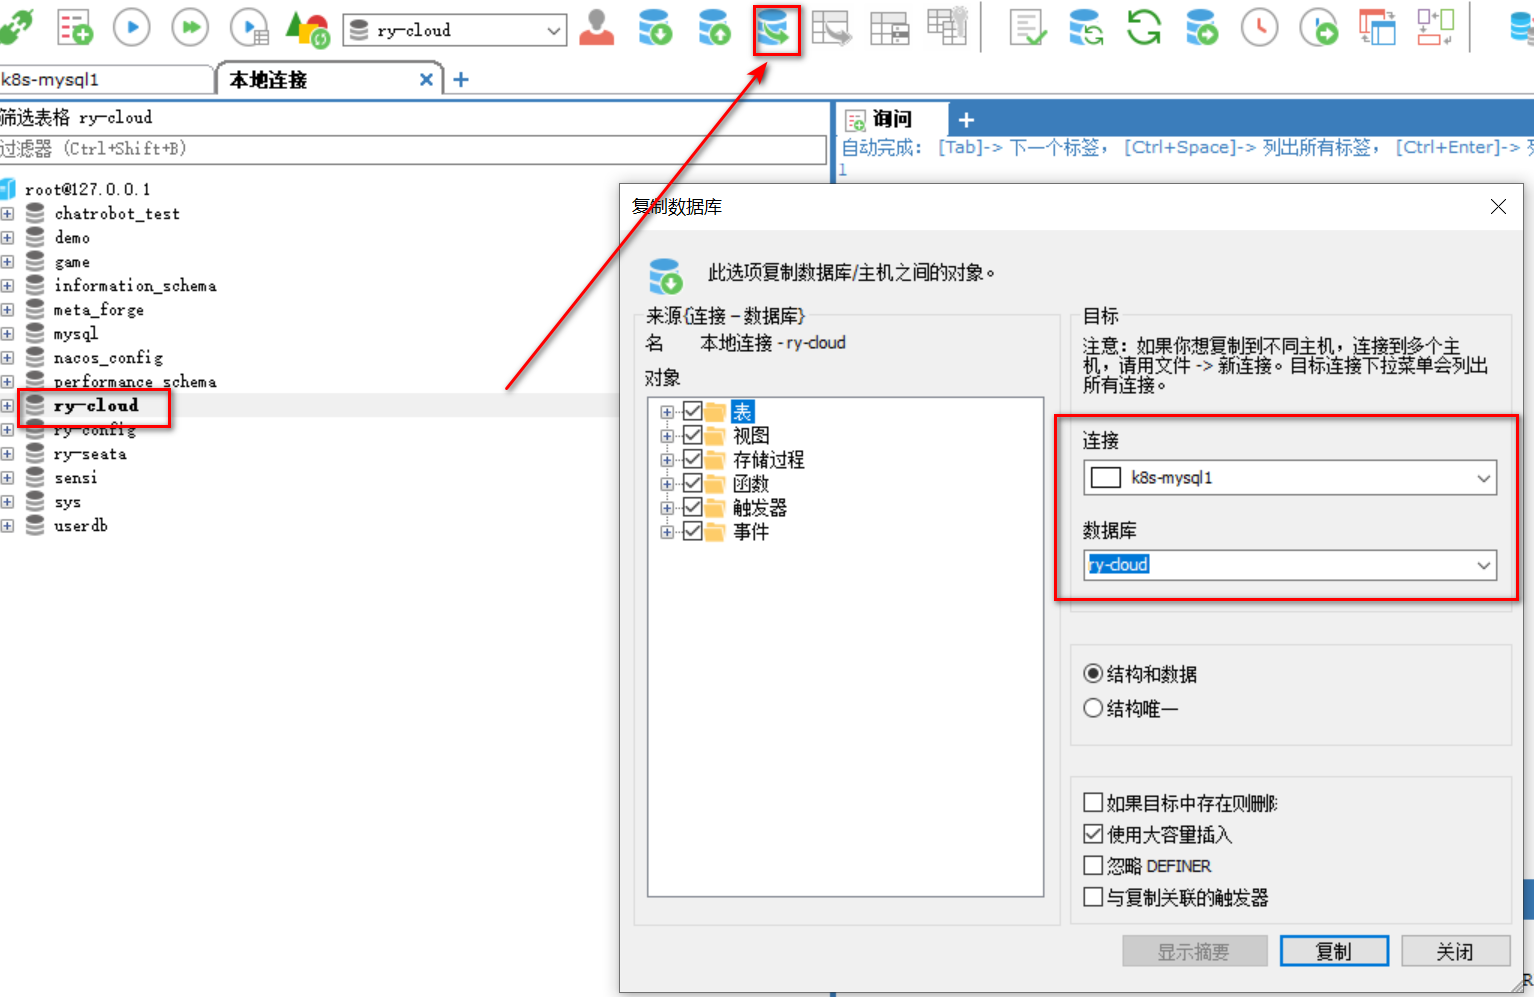 ry-cloud
k8s-mysql1
本地连接
筛选表格 ry-cloud
过滤器 (Ctrl+Shift+B)
root@127.0.0.1
chatrobot_test
demo
game
information_schema
meta_forge
mysql
nacos_config
performance_schema
ry-cloud
ry-config
ry-seata
sensi
sys
userdb
询问
自动完成： [Tab]-> 下一个标签， [Ctrl+Space]-> 列出所有标签， [Ctrl+Enter]->
1
复制数据库
此选项复制数据库/主机之间的对象。
来源{连接 – 数据库}
名 本地连接 - ry-cloud
对象
表
视图
存储过程
函数
触发器
事件
目标
注意：如果你想复制到不同主机，连接到多个主
机，请用文件 -> 新连接。目标连接下拉菜单会列出
所有连接。
连接
k8s-mysql1
数据库
ry-cloud
结构和数据
结构唯一
如果目标中存在则删除
使用大容量插入
忽略 DEFINER
与复制关联的触发器
显示摘要
复制
关闭